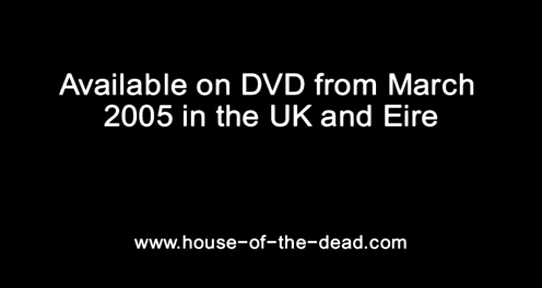 Available on DVD from March
2005 in the UK and Eire
www.house-of-the-dead.com